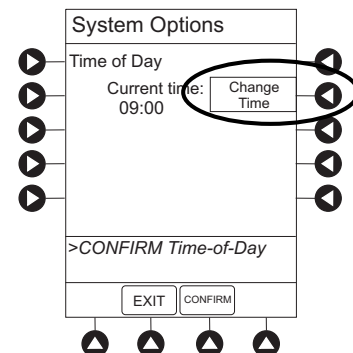 System Options
Time of Day
Current time:
09:00
Change
Time
>CONFIRM Time-of-Day
EXIT
CONFIRM